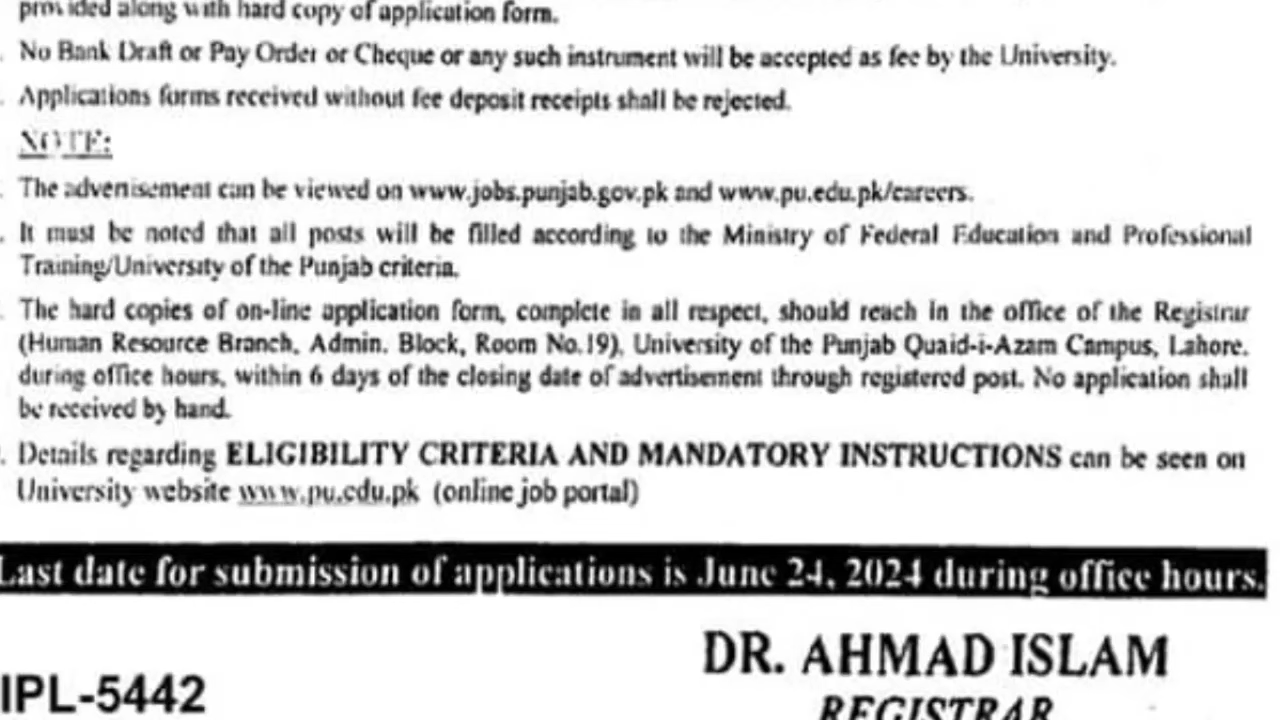 provided along with hard copy of application form.
. No Bank Draft or Pay Order or Cheque or any such instrument will be accepted as fee by the University.
. Applications forms received without fee deposit receipts shall be rejected.
NOTE:
. The advertisement can be viewed on www.jobs.punjab.gov.pk and www.pu.edu.pk/careers.
. It must be noted that all posts will be filled according to the Ministry of Federal Education and Professional
Training/University of the Punjab criteria.
. The hard copies of on-line application form, complete in all respect, should reach in the office of the Registrar
(Human Resource Branch, Admin. Block, Room No.19), University of the Punjab Quaid-i-Azam Campus, Lahore.
during office hours, within 6 days of the closing date of advertisement through registered post. No application shall
be received by hand.
. Details regarding ELIGIBILITY CRITERIA AND MANDATORY INSTRUCTIONS can be seen on
University website www.pu.edu.pk (online job portal)
Last date for submission of applications is June 24, 2024 during office hours.
DR. AHMAD ISLAM
IPL-5442
REGISTRAR